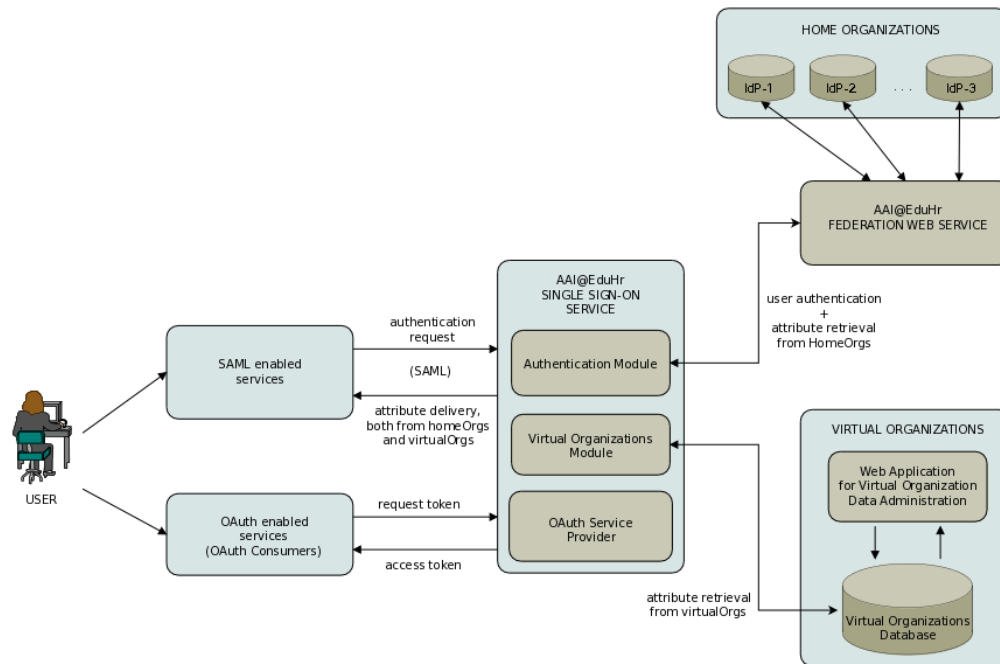 HOME ORGANIZATIONS
IdP-1
IdP-2
. . .
IdP-3
AAI@EduHr
FEDERATION WEB SERVICE
user authentication
+
attribute retrieval
from HomeOrgs
AAI@EduHr
SINGLE SIGN-ON
SERVICE
Authentication Module
Virtual Organizations
Module
OAuth Service
Provider
authentication
request
(SAML)
attribute delivery,
both from homeOrgs
and virtualOrgs
SAML enabled
services
USER
OAuth enabled
services
(OAuth Consumers)
request token
access token
attribute retrieval
from virtualOrgs
VIRTUAL ORGANIZATIONS
Web Application
for Virtual Organization
Data Administration
Virtual Organizations
Database